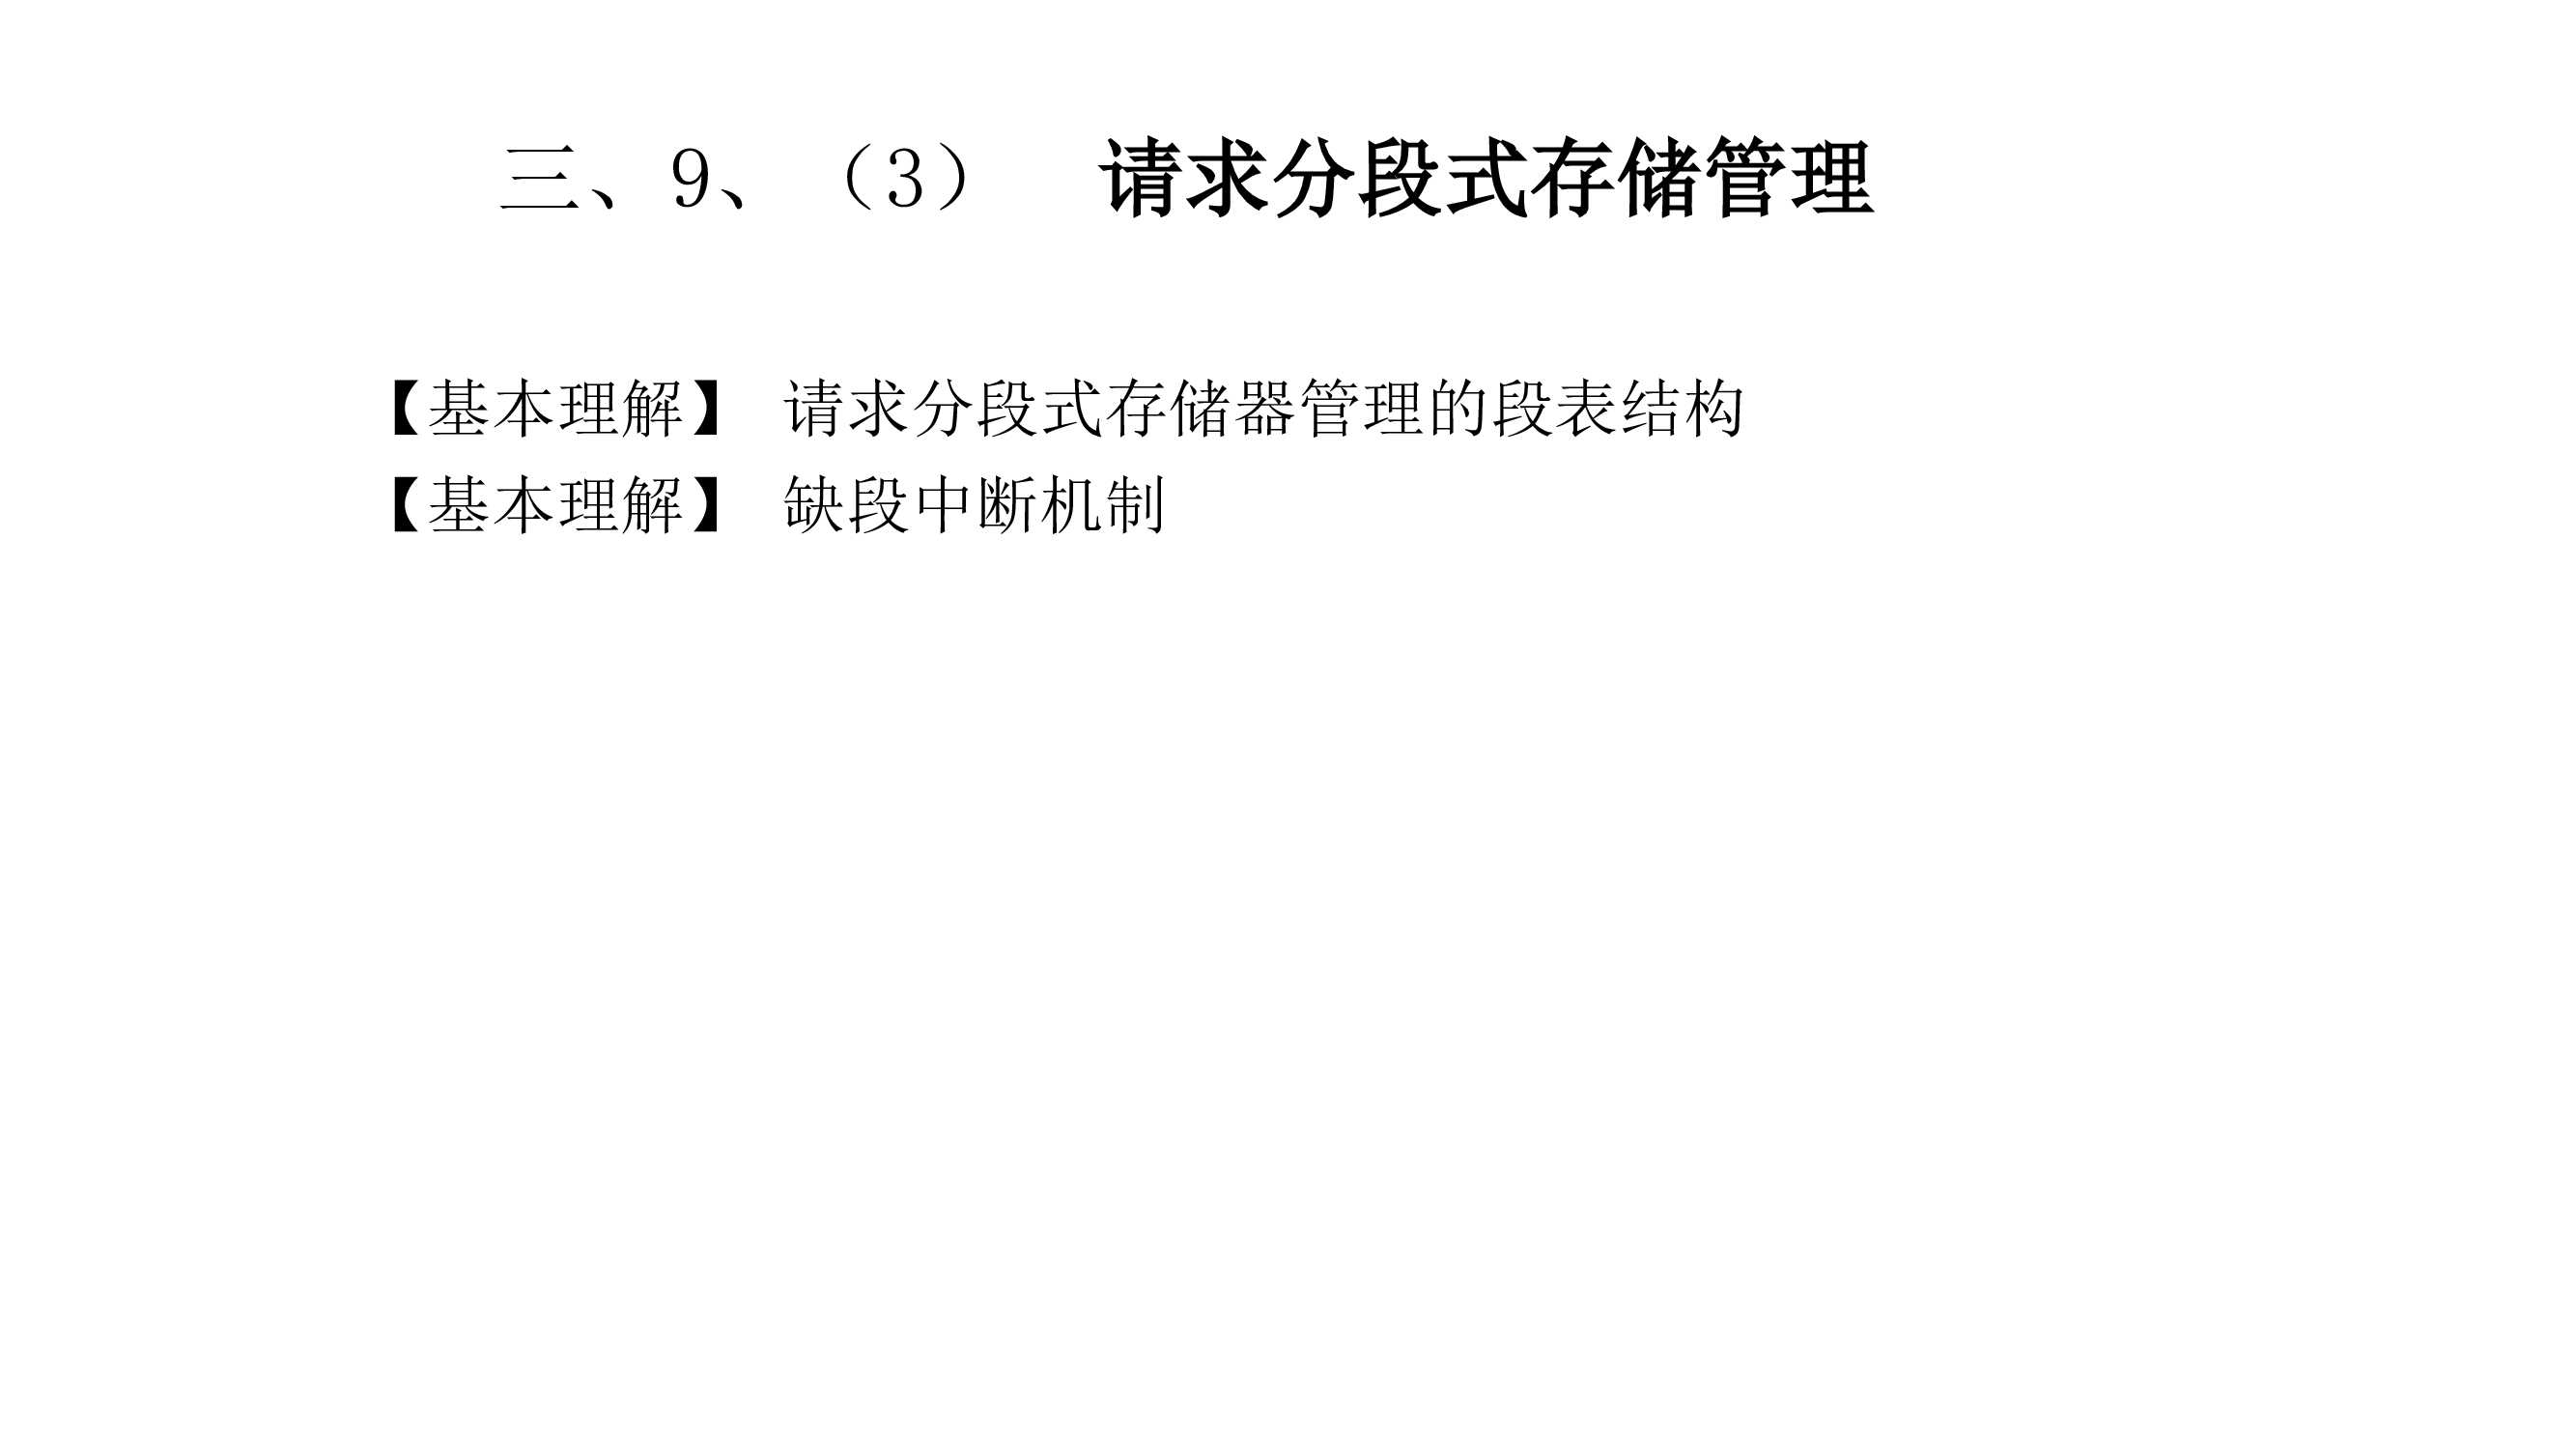 三、9、（3） 请求分段式存储管理
【基本理解】 请求分段式存储器管理的段表结构
【基本理解】 缺段中断机制